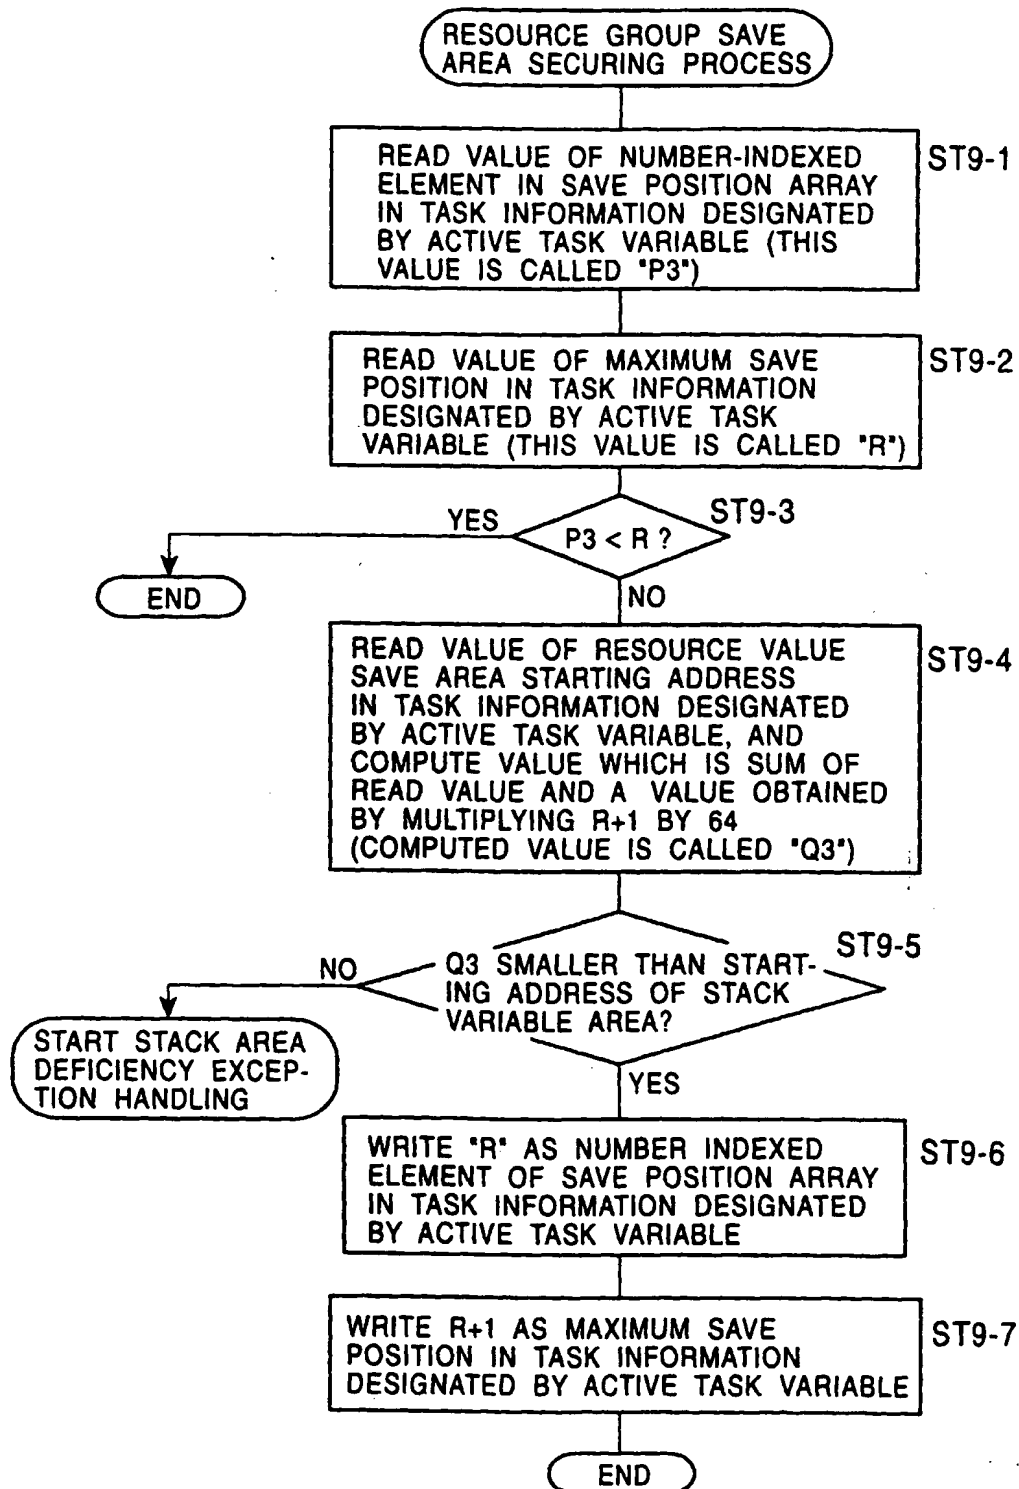 RESOURCE GROUP SAVE
AREA SECURING PROCESS
READ VALUE OF NUMBER-INDEXED
ELEMENT IN SAVE POSITION ARRAY
IN TASK INFORMATION DESIGNATED
BY ACTIVE TASK VARIABLE (THIS
VALUE IS CALLED "P3")
ST9-1
READ VALUE OF MAXIMUM SAVE
POSITION IN TASK INFORMATION
DESIGNATED BY ACTIVE TASK
VARIABLE (THIS VALUE IS CALLED "R")
ST9-2
P3 < R ?
ST9-3
YES
END
NO
READ VALUE OF RESOURCE VALUE
SAVE AREA STARTING ADDRESS
IN TASK INFORMATION DESIGNATED
BY ACTIVE TASK VARIABLE, AND
COMPUTE VALUE WHICH IS SUM OF
READ VALUE AND A VALUE OBTAINED
BY MULTIPLYING R+1 BY 64
(COMPUTED VALUE IS CALLED "Q3")
ST9-4
Q3 SMALLER THAN START-
ING ADDRESS OF STACK
VARIABLE AREA?
ST9-5
NO
START STACK AREA
DEFICIENCY EXCEP-
TION HANDLING
YES
WRITE "R" AS NUMBER INDEXED
ELEMENT OF SAVE POSITION ARRAY
IN TASK INFORMATION DESIGNATED
BY ACTIVE TASK VARIABLE
ST9-6
WRITE R+1 AS MAXIMUM SAVE
POSITION IN TASK INFORMATION
DESIGNATED BY ACTIVE TASK VARIABLE
ST9-7
END